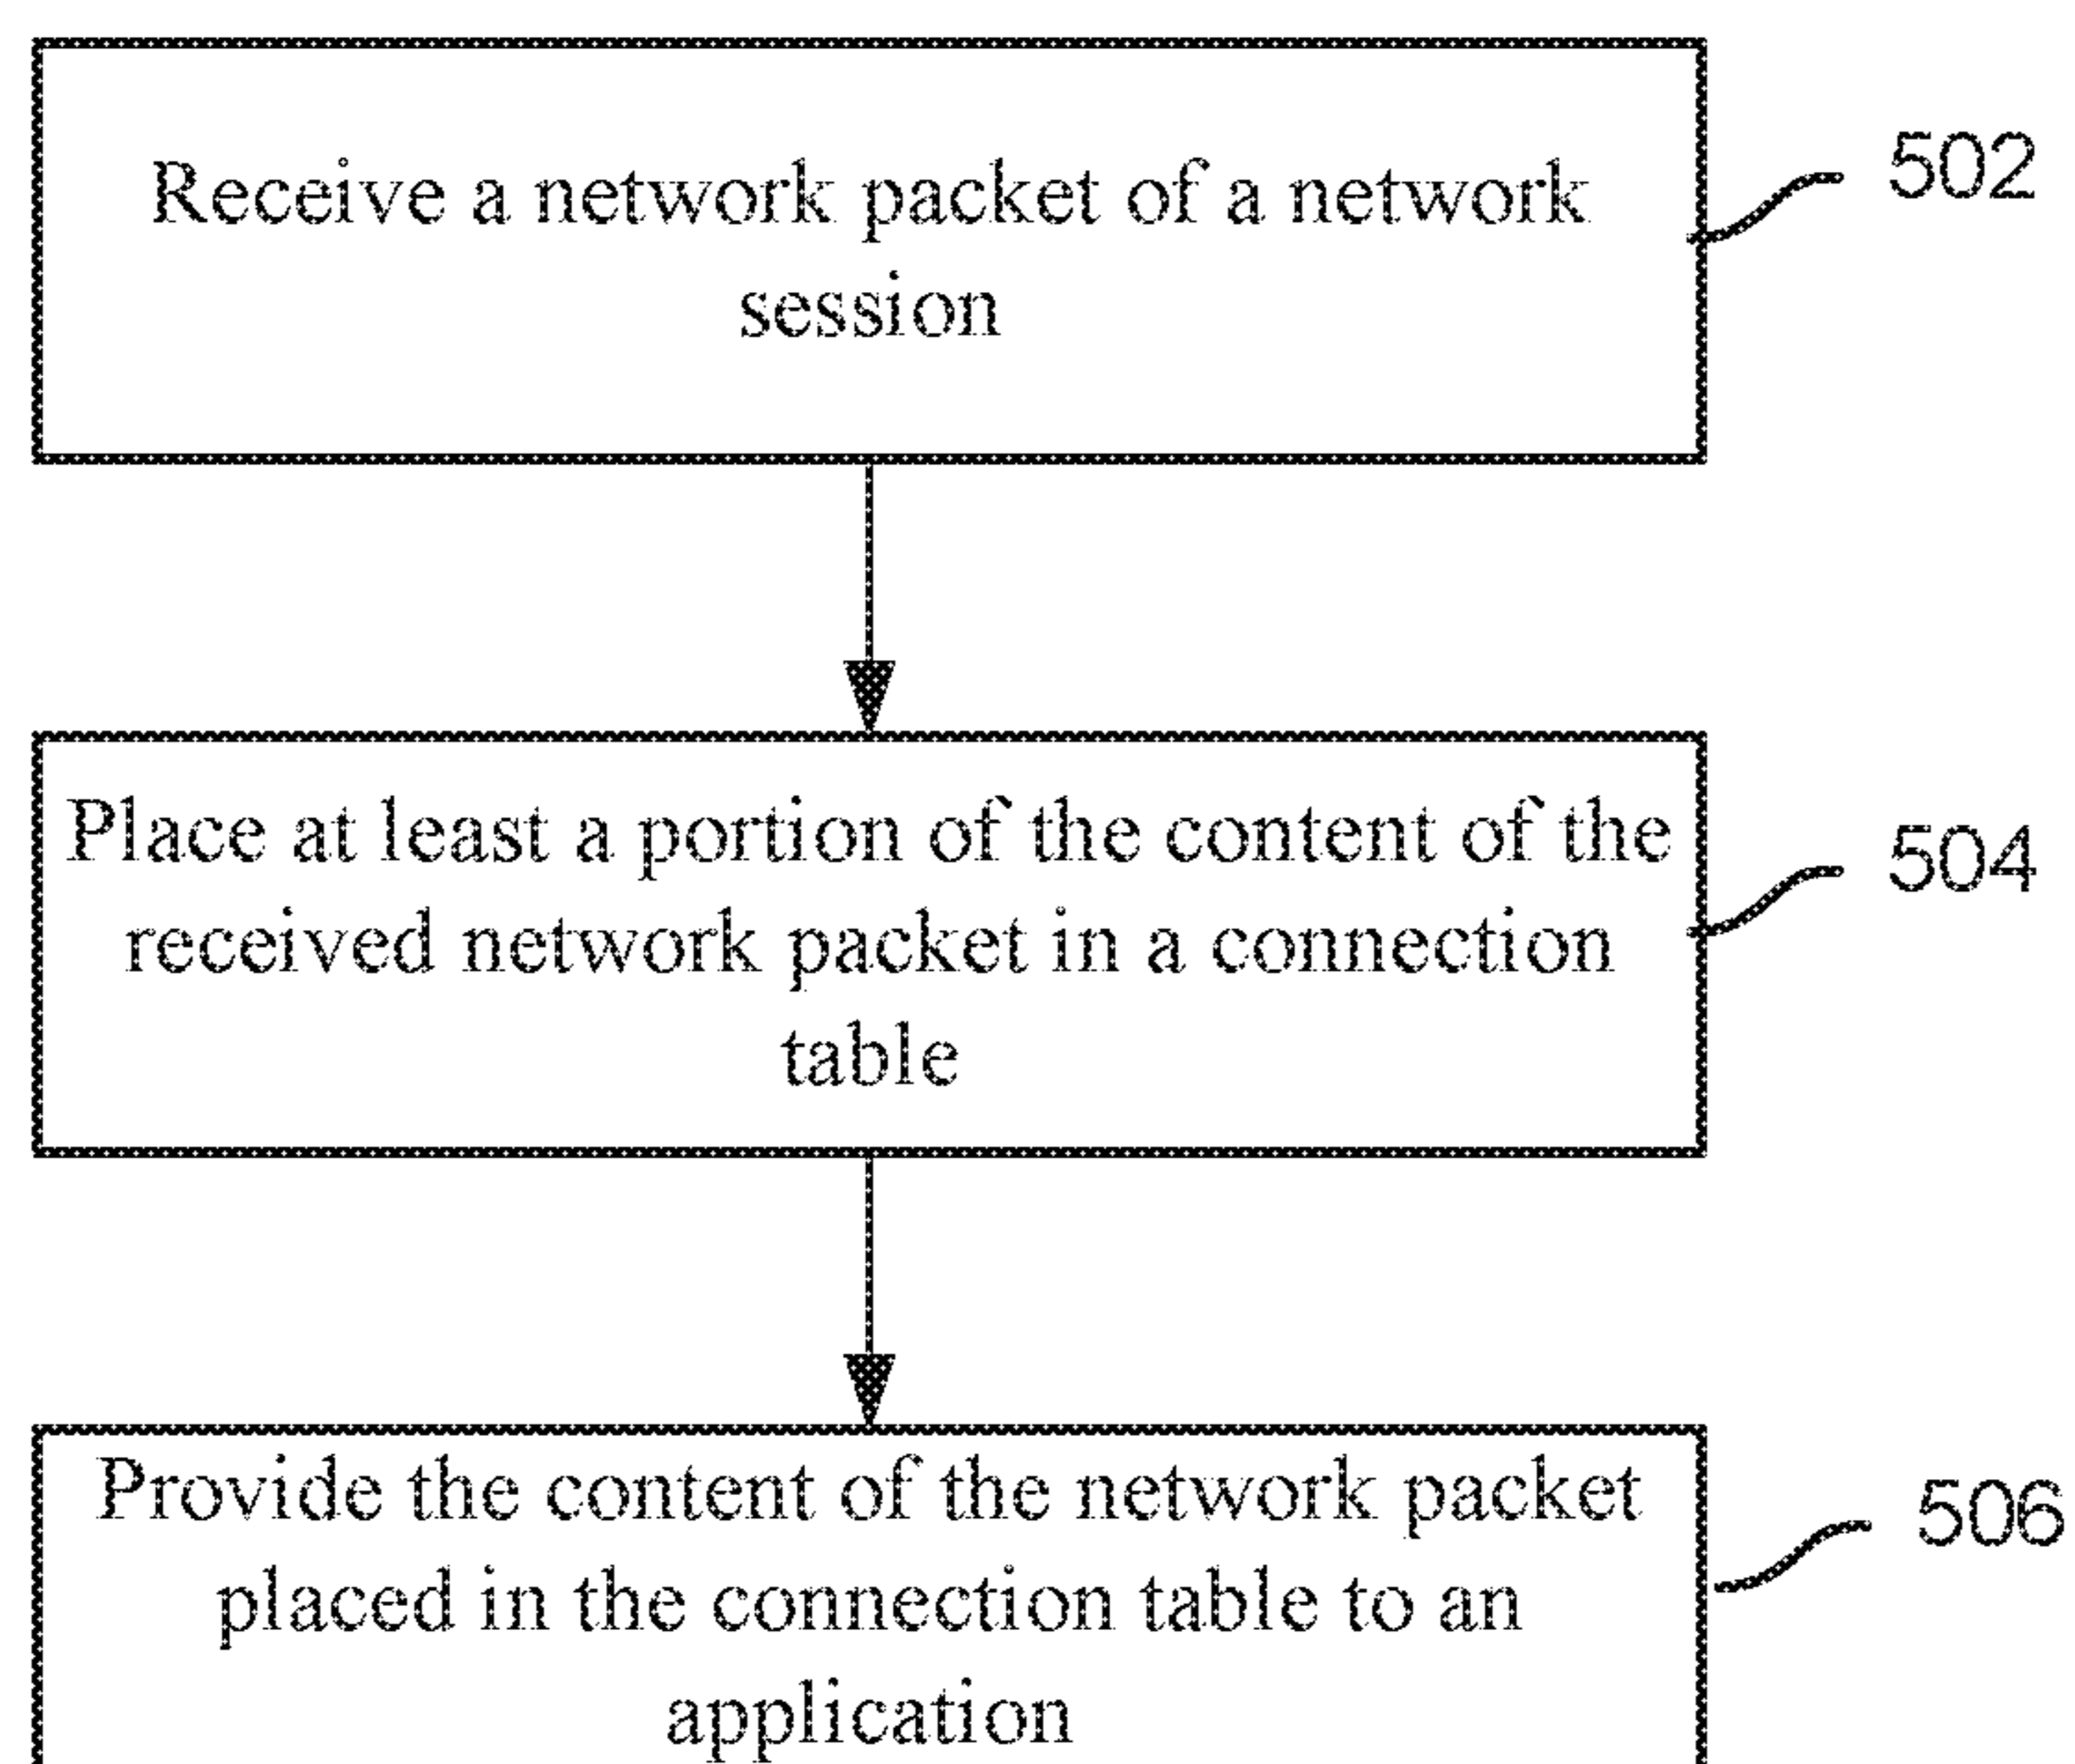 Receive a network packet of a network
session
502
Place at least a portion of the content of the
received network packet in a connection
table
504
Provide the content of the network packet
placed in the connection table to an
application
506